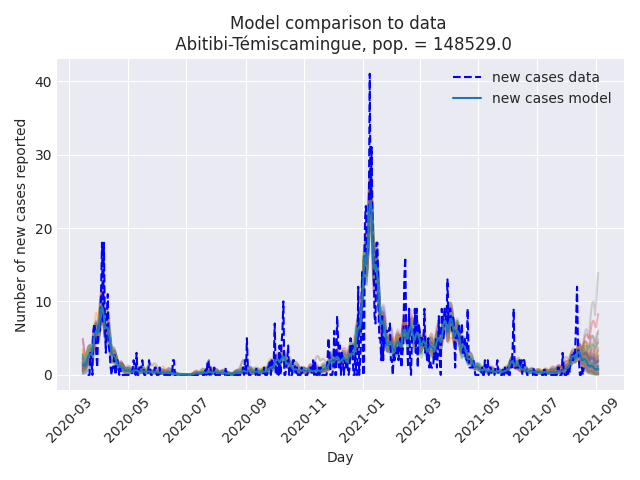 Model comparison to data
Abitibi-Témiscamingue, pop. = 148529.0
new cases data
new cases model
Number of new cases reported
40
30
20
10
0
2020-03
2020-05
2020-07
2020-09
2020-11
2021-01
2021-03
2021-05
2021-07
2021-09
Day